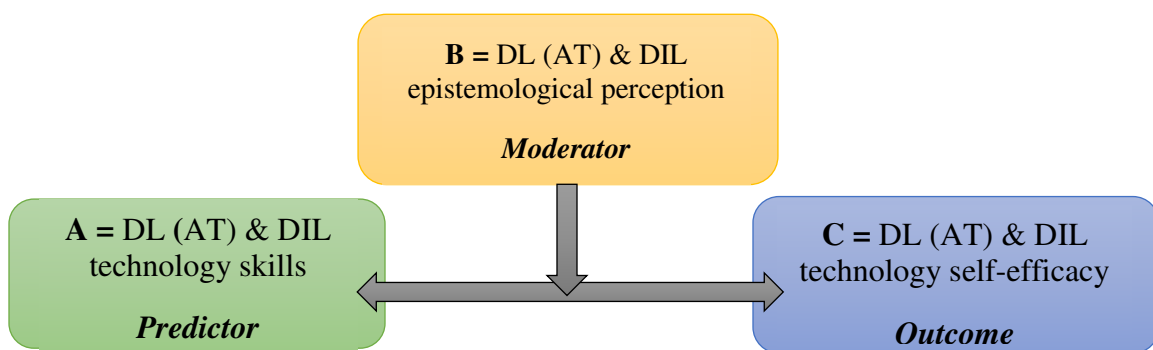 B = DL (AT) & DIL
epistemological perception
Moderator
A = DL (AT) & DIL
technology skills
Predictor
C = DL (AT) & DIL
technology self-efficacy
Outcome